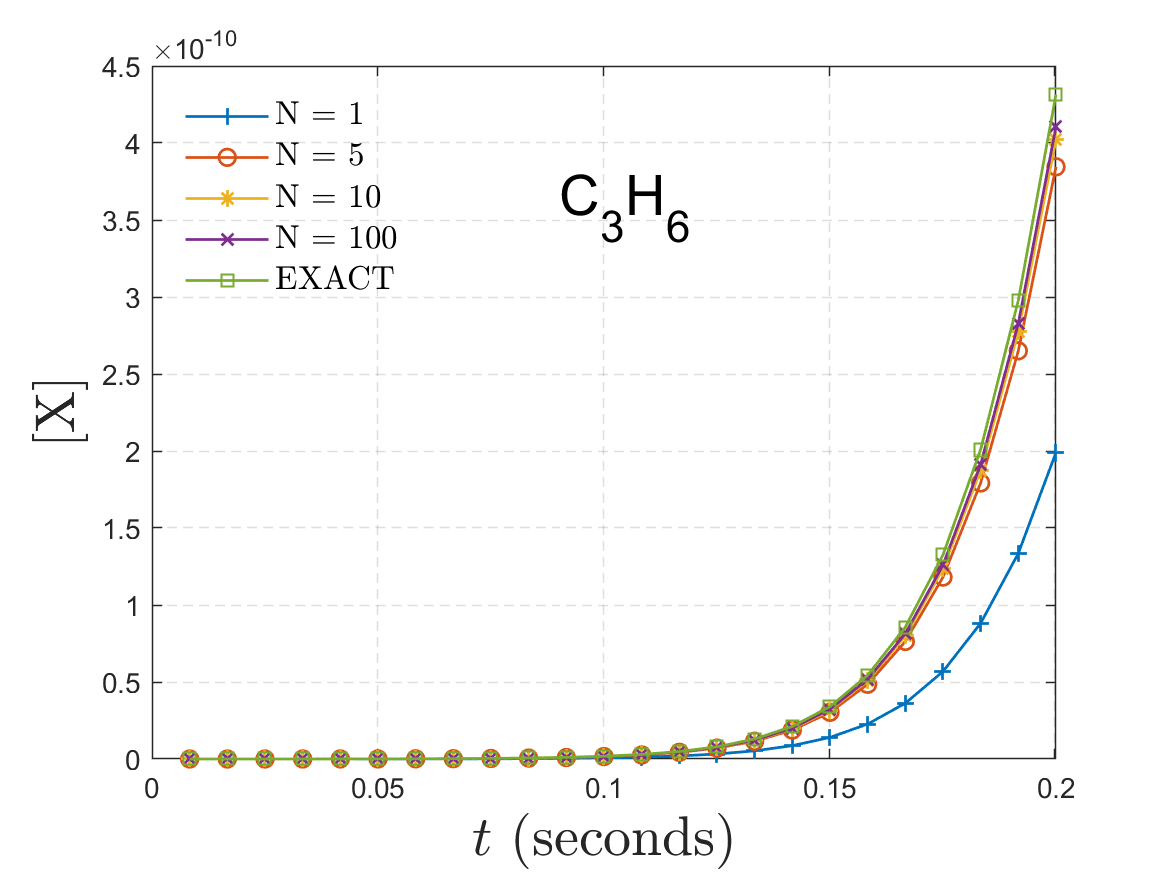 ×10⁻¹⁰
4.5
4
3.5
3
2.5
2
1.5
1
0.5
0
[X]
N = 1
N = 5
N = 10
N = 100
EXACT
C₃H₆
0 0.05 0.1 0.15 0.2
t (seconds)